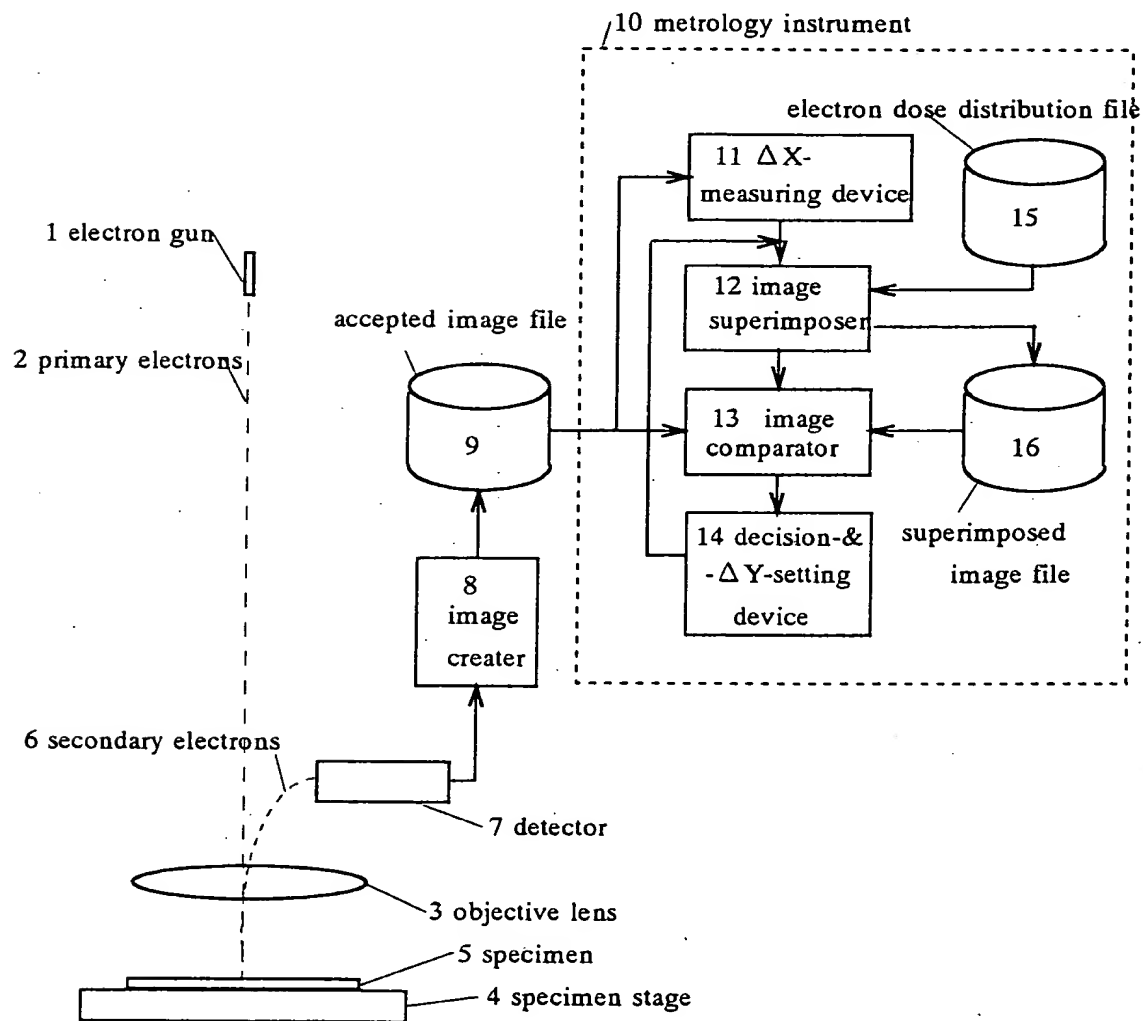 10 metrology instrument
electron dose distribution file
11 ΔX-
measuring device
15
1 electron gun
12 image
superimposer
accepted image file
2 primary electrons
13 image
comparator
9
16
14 decision-&
-ΔY-setting
device
superimposed
image file
8
image
creater
6 secondary electrons
7 detector
3 objective lens
5 specimen
4 specimen stage